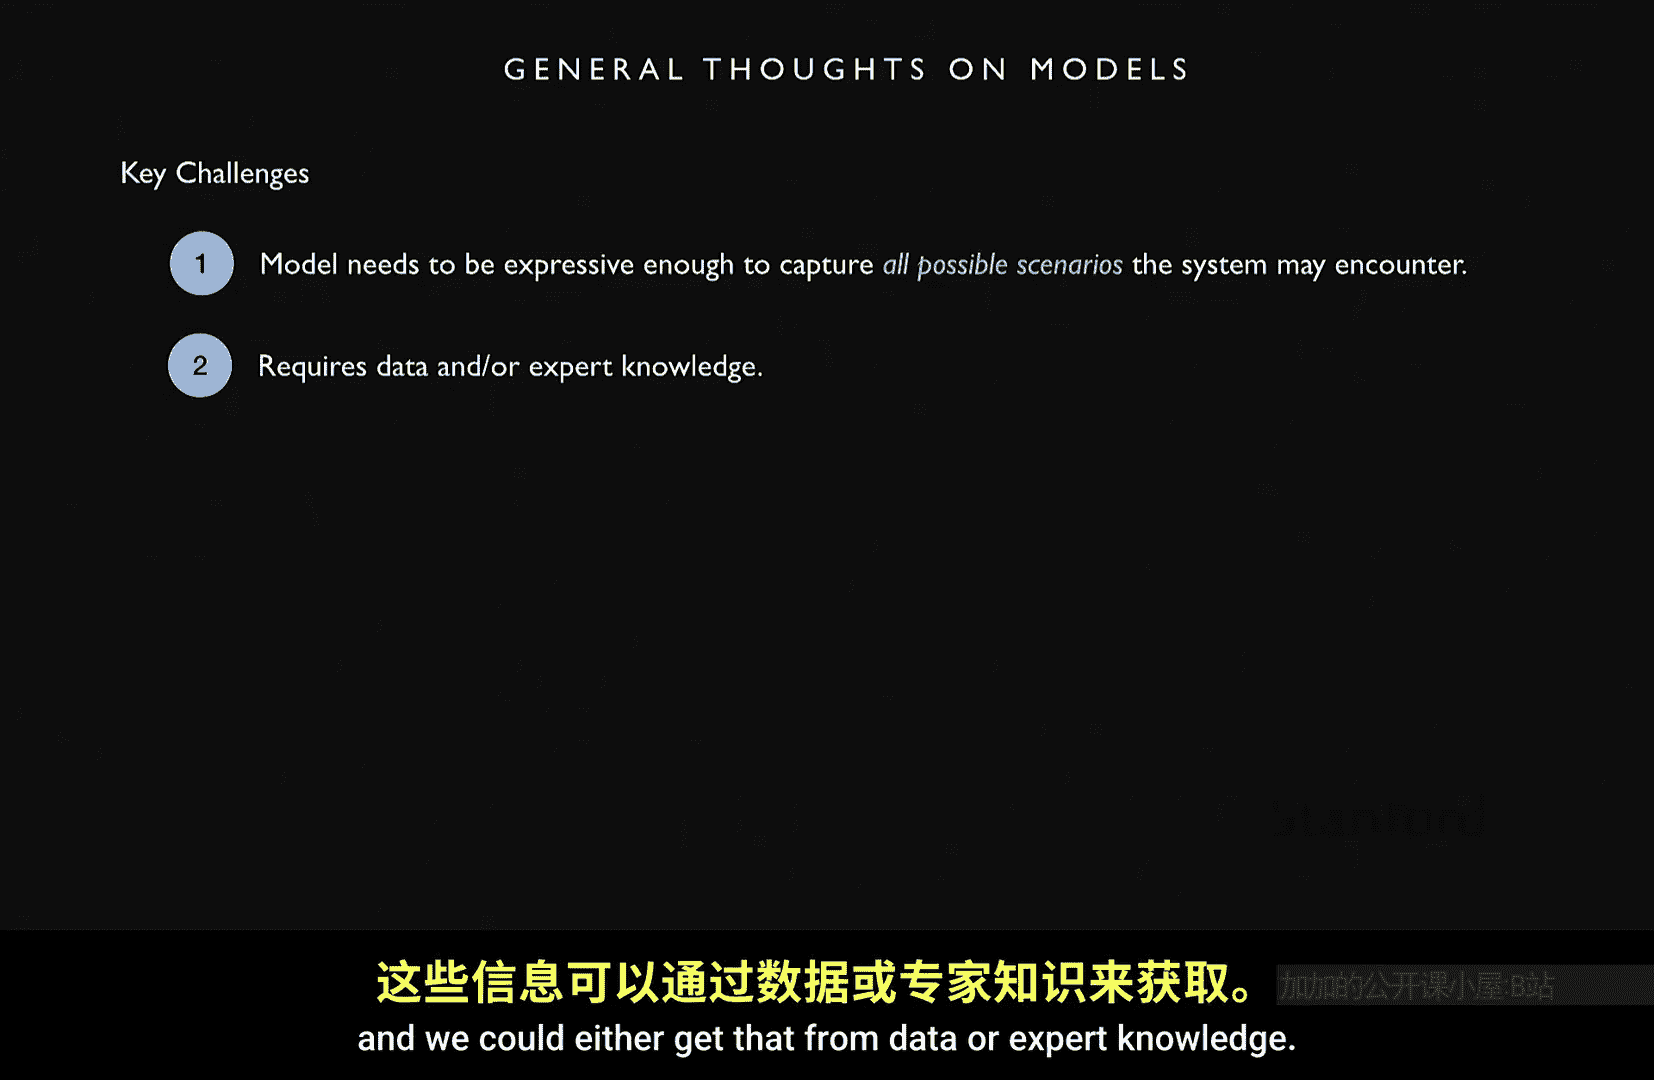 GENERAL THOUGHTS ON MODELS
Key Challenges
1 Model needs to be expressive enough to capture all possible scenarios the system may encounter.
2 Requires data and/or expert knowledge.
Stanford
这些信息可以通过数据或专家知识来获取。
加加的公开课小屋:B站
and we could either get that from data or expert knowledge.